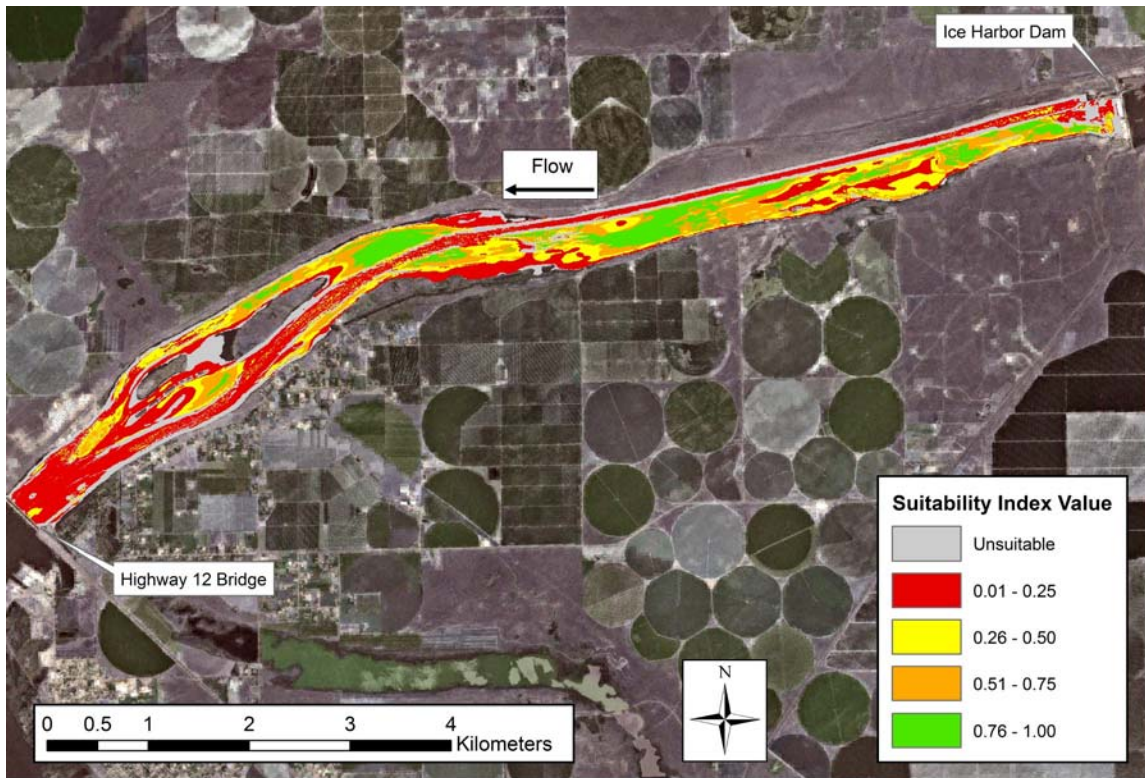 Ice Harbor Dam
Flow
Highway 12 Bridge
Suitability Index Value
Unsuitable
0.01 - 0.25
0.26 - 0.50
0.51 - 0.75
0.76 - 1.00
N
0 0.5 1 2 3 4
Kilometers